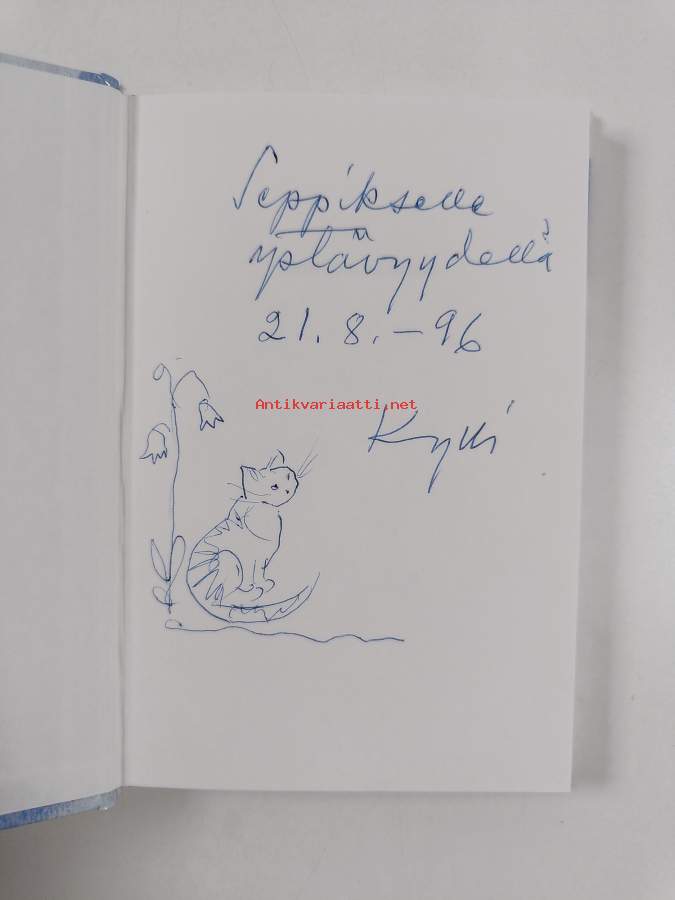 Seppikselle
ystävyydellä
21.8.-96
Antikvariaatti.net
Kylli